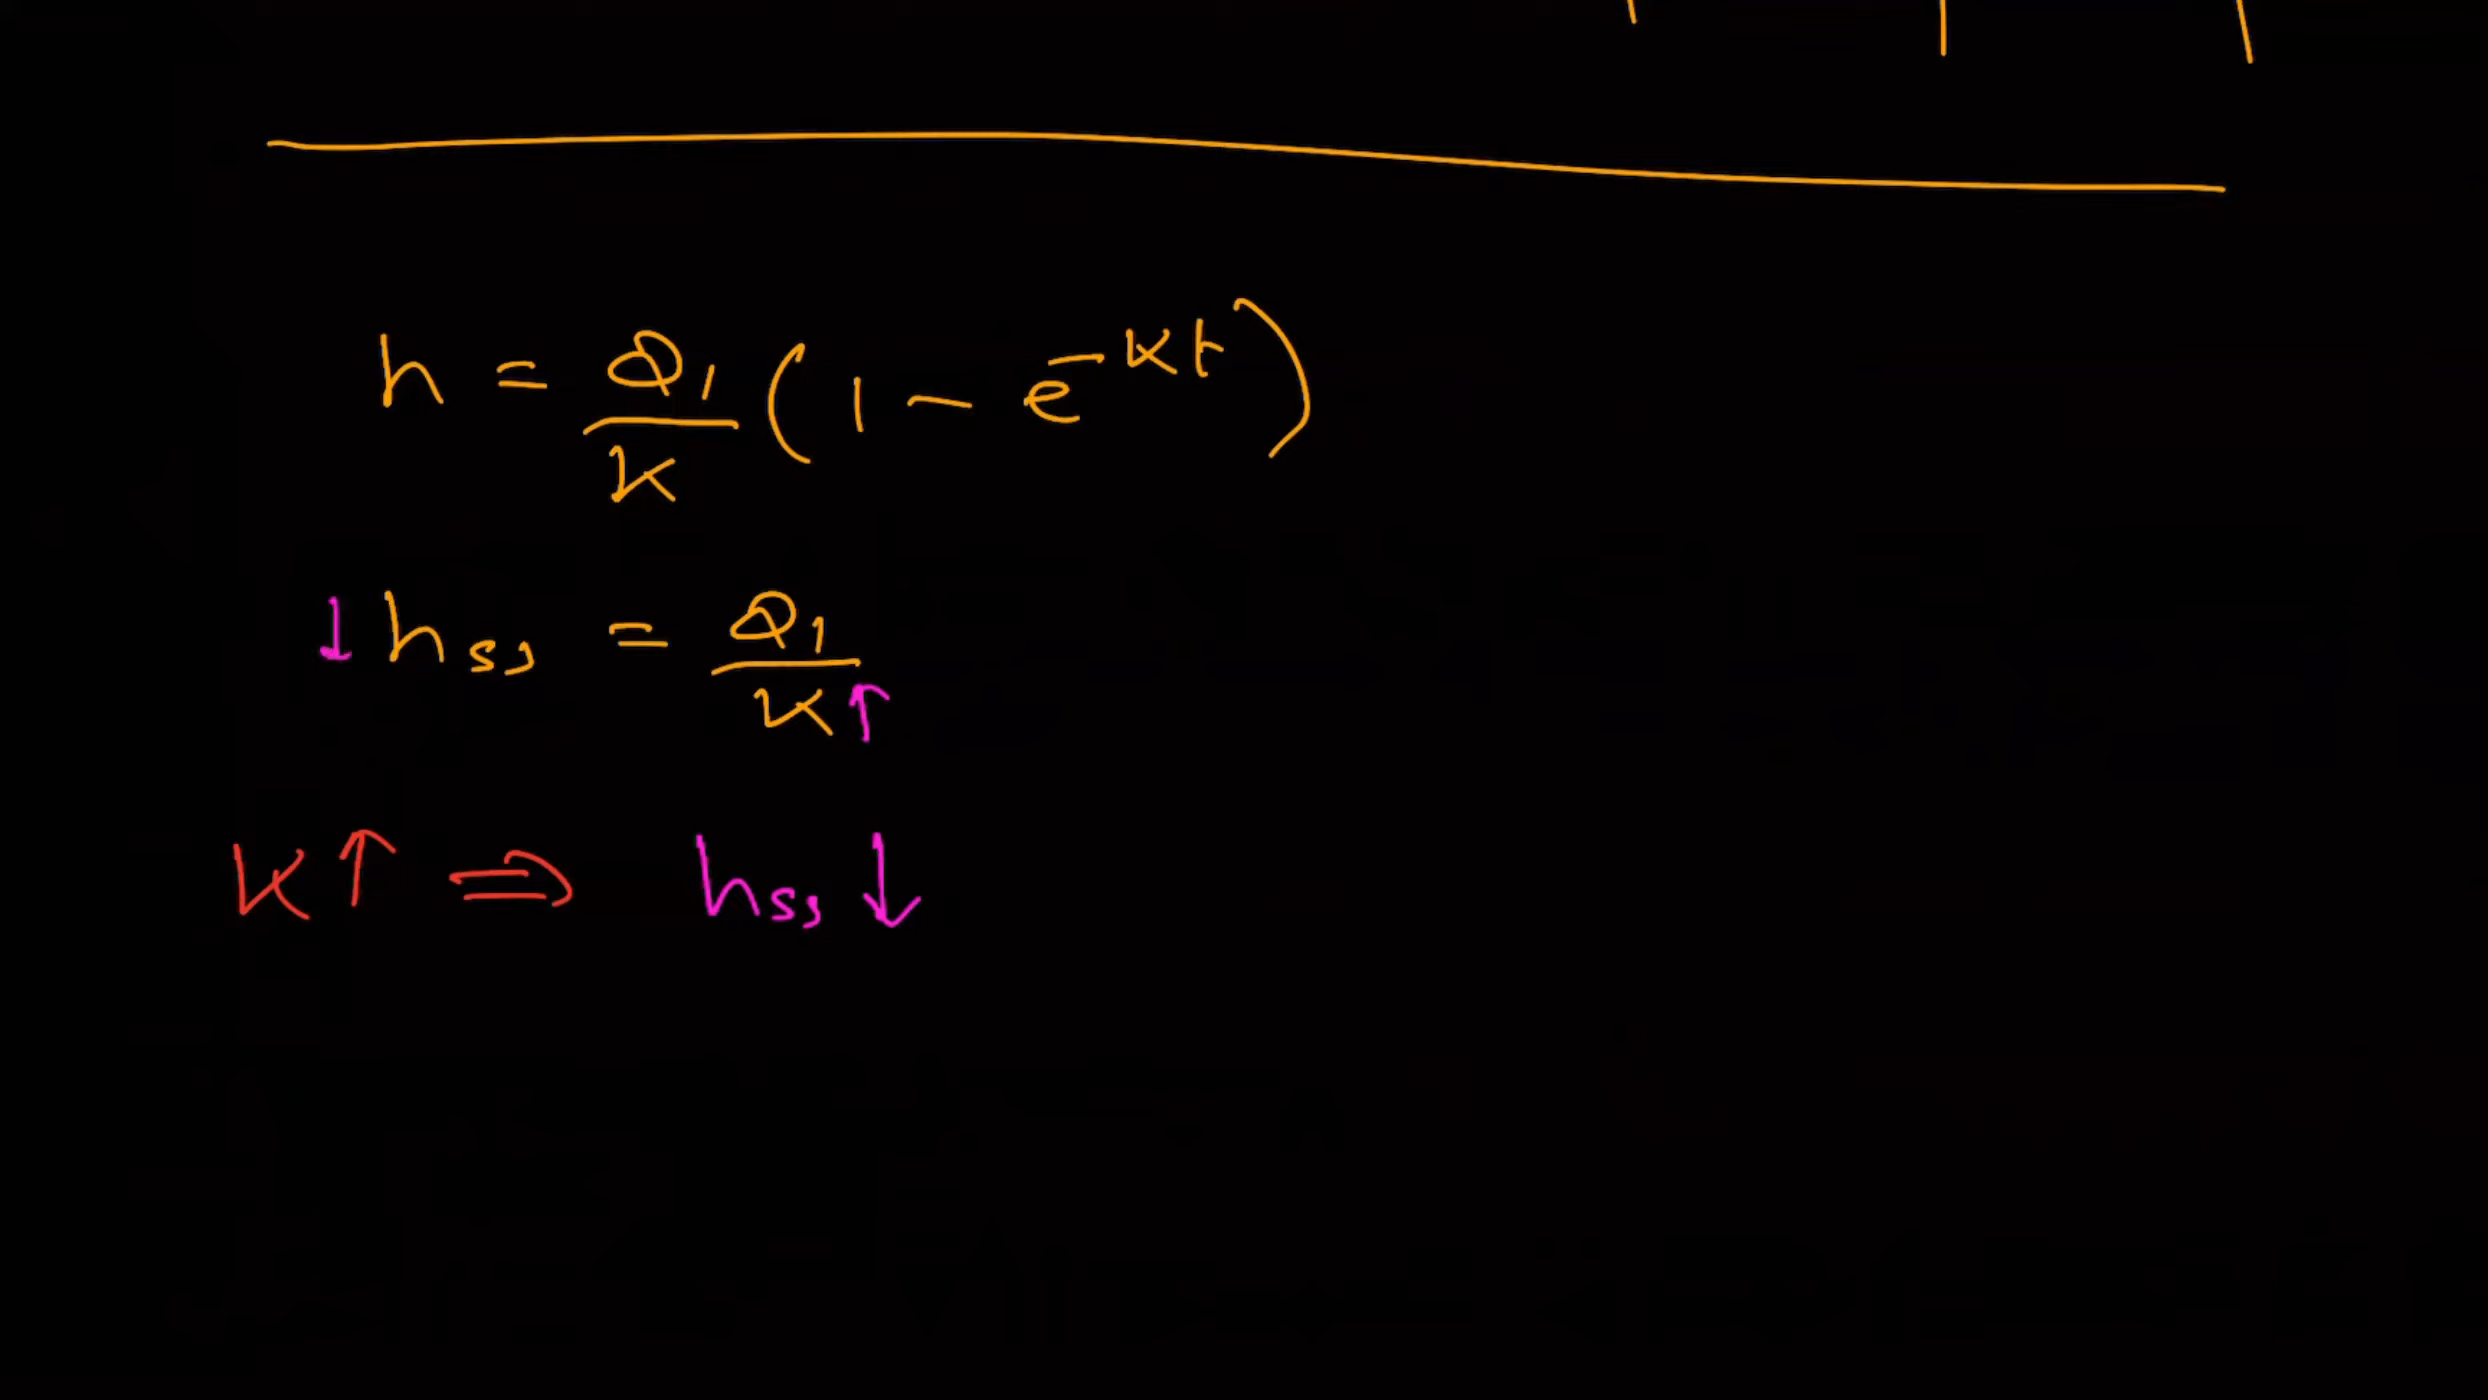 h = Q₁/K (1 - e^-Kt)
↓ hss = Q₁/K ↑
K↑ ⇒ hss ↓